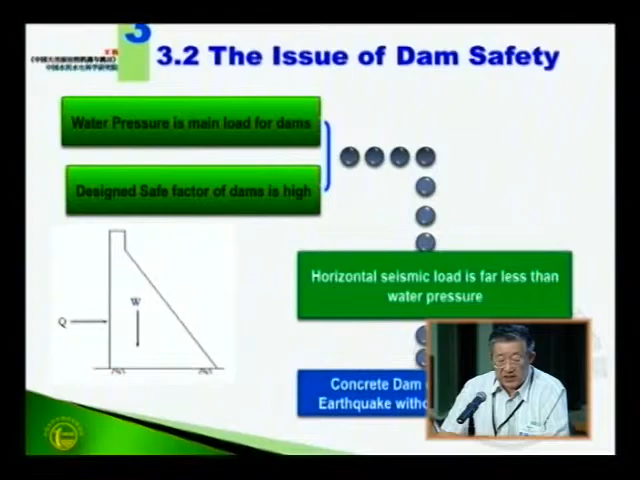 3
3.2 The Issue of Dam Safety
Water Pressure is main load for dams
Designed Safe factor of dams is high
W
Q
Horizontal seismic load is far less than
water pressure
Concrete Dam
Earthquake witho